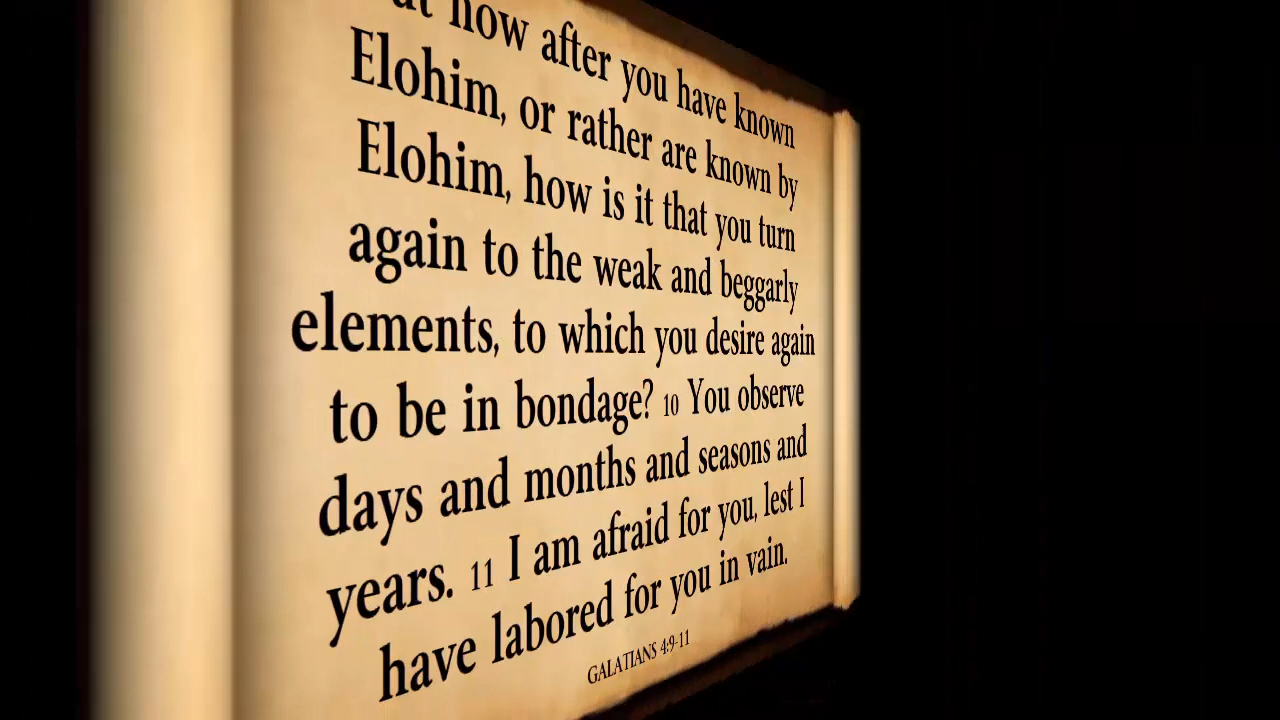 now after you have known
Elohim, or rather are known by
Elohim, how is it that you turn
again to the weak and beggarly
elements, to which you desire again
to be in bondage? 10 You observe
days and months and seasons and
years. 11 I am afraid for you, lest I
have labored for you in vain.
GALATIANS 4:9-11